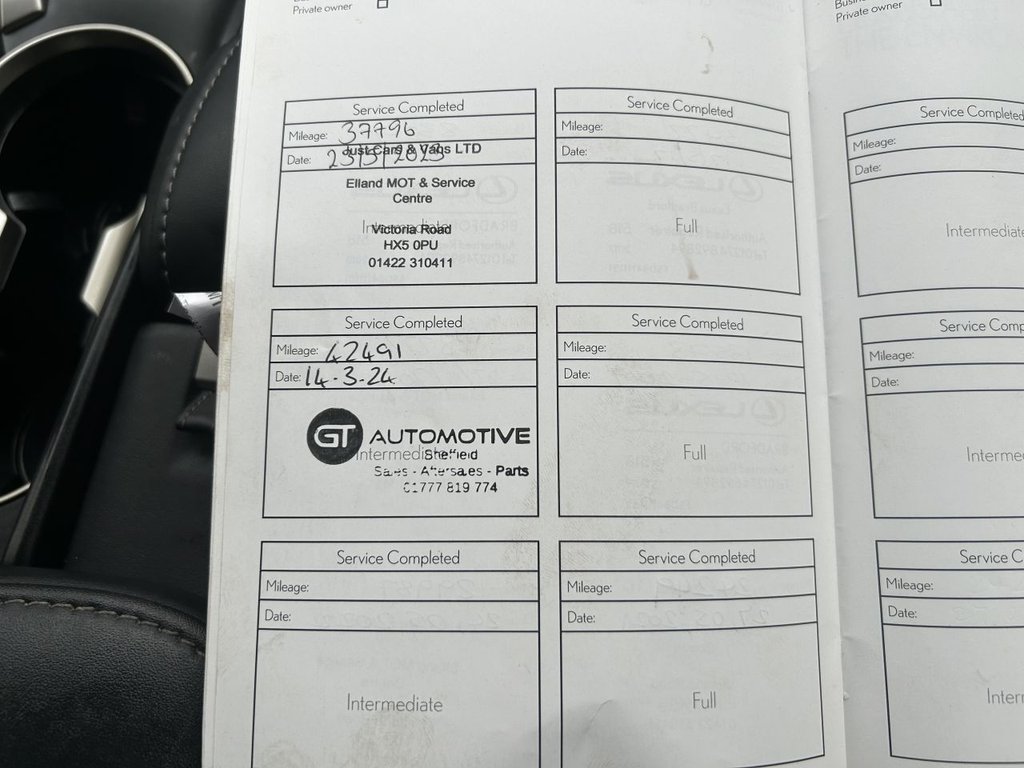 Private owner
Private owner
Service Completed
Mileage: 37796
Date: 23/5/2023
Just Cars & Vans LTD
Elland MOT & Service
Centre
Intermediate
Victoria Road
HX5 0PU
01422 310411
Service Completed
Mileage:
Date:
Full
Service Completed
Mileage:
Date:
Intermediate
Service Completed
Mileage: 42491
Date: 14.3.24
GT AUTOMOTIVE
Intermediate
Sheffield
Sales - Aftersales - Parts
01777 819 774
Service Completed
Mileage:
Date:
Full
Service Comp
Mileage:
Date:
Interme
Service Completed
Mileage:
Date:
Intermediate
Service Completed
Mileage:
Date:
Full
Service C
Mileage:
Date:
Inter